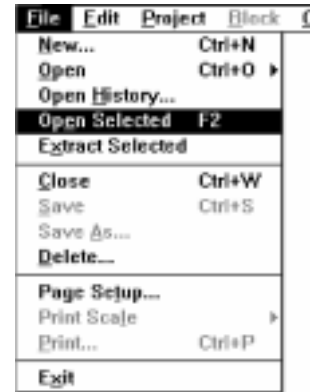 File Edit Project Block
New... Ctrl+N
Open Ctrl+O
Open History...
Open Selected F2
Extract Selected
Close Ctrl+W
Save Ctrl+S
Save As...
Delete...
Page Setup...
Print Scale
Print... Ctrl+P
Exit